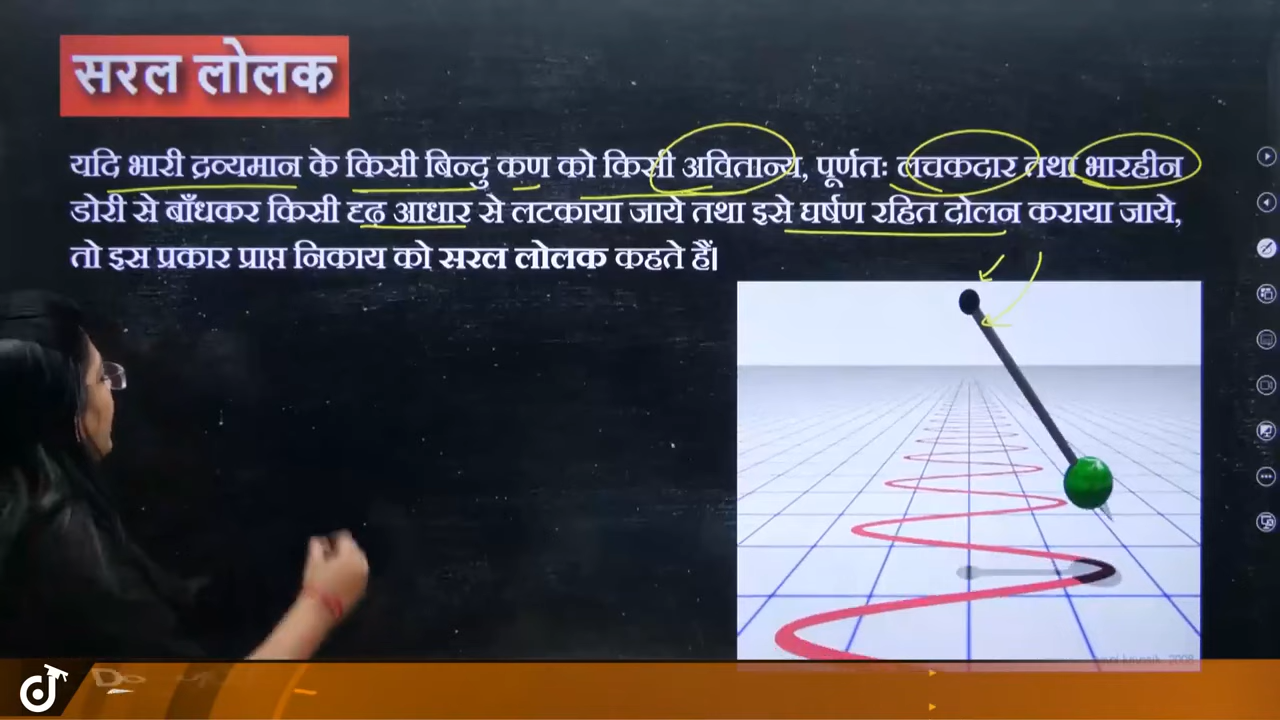 सरल लोलक
यदि भारी द्रव्यमान के किसी बिन्दु कण को किसी अवितान्य, पूर्णतः लचकदार तथा भारहीन
डोरी से बाँधकर किसी दृढ़ आधार से लटकाया जाये तथा इसे घर्षण रहित दोलन कराया जाये,
तो इस प्रकार प्राप्त निकाय को सरल लोलक कहते हैं।